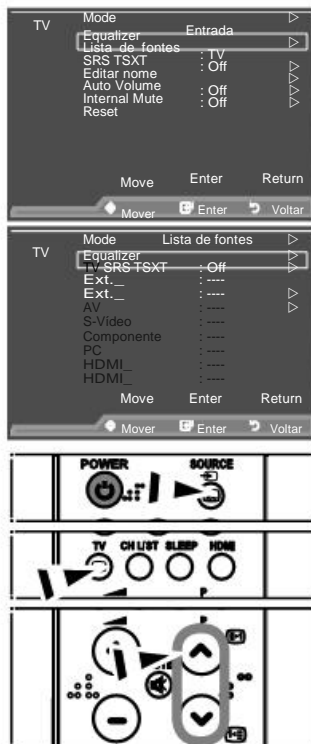 TV
Mode
Entrada
Equalizer
Lista de fontes : TV
SRS TSXT : Off
Editar nome
Auto Volume : Off
Internal Mute : Off
Reset
Move Enter Return
Mover Enter Voltar
TV
Mode Lista de fontes
Equalizer
TV SRS TSXT : Off
Ext._ : ----
Ext._ : ----
AV : ----
S-Vídeo : ----
Componente : ----
PC : ----
HDMI_ : ----
HDMI_ : ----
Move Enter Return
Mover Enter Voltar
POWER SOURCE
TV CH LIST SLEEP HDMI
P
P